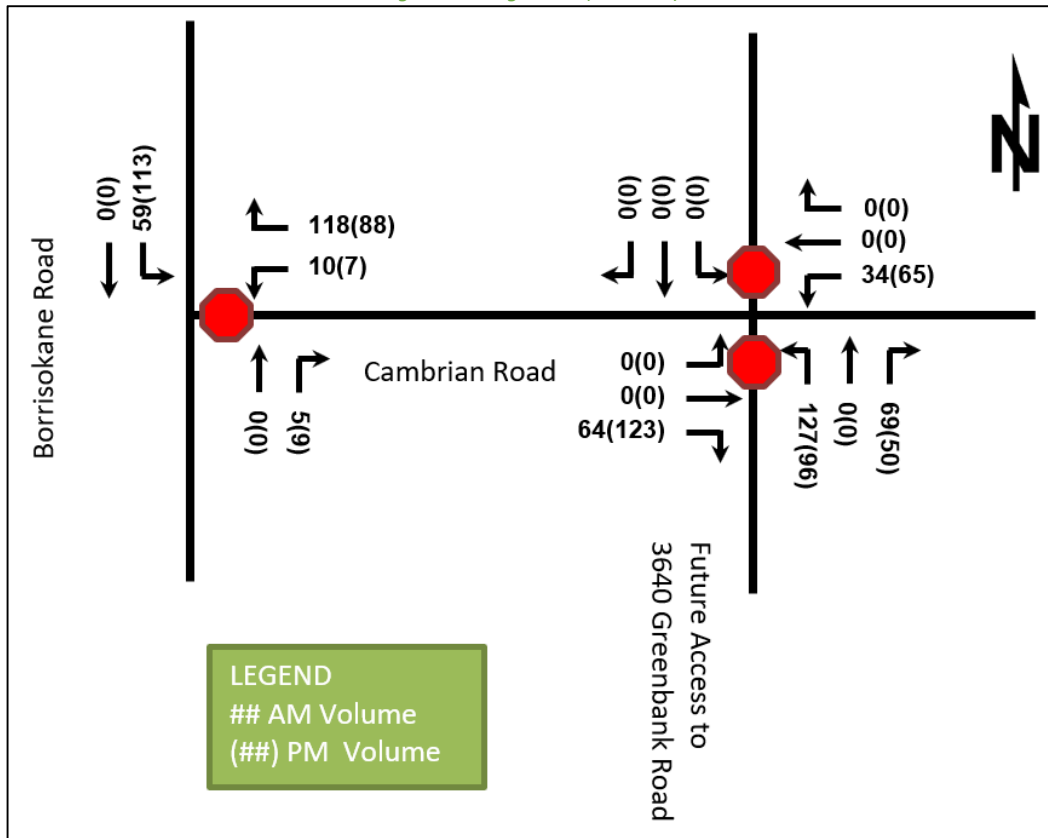 0(0)
59(113)
118(88)
10(7)
0(0)
5(9)
Borrisokane Road
Cambrian Road
0(0)
0(0)
0(0)
0(0)
0(0)
34(65)
0(0)
0(0)
64(123)
127(96)
0(0)
69(50)
Future Access to
3640 Greenbank Road
N
LEGEND
## AM Volume
(##) PM Volume